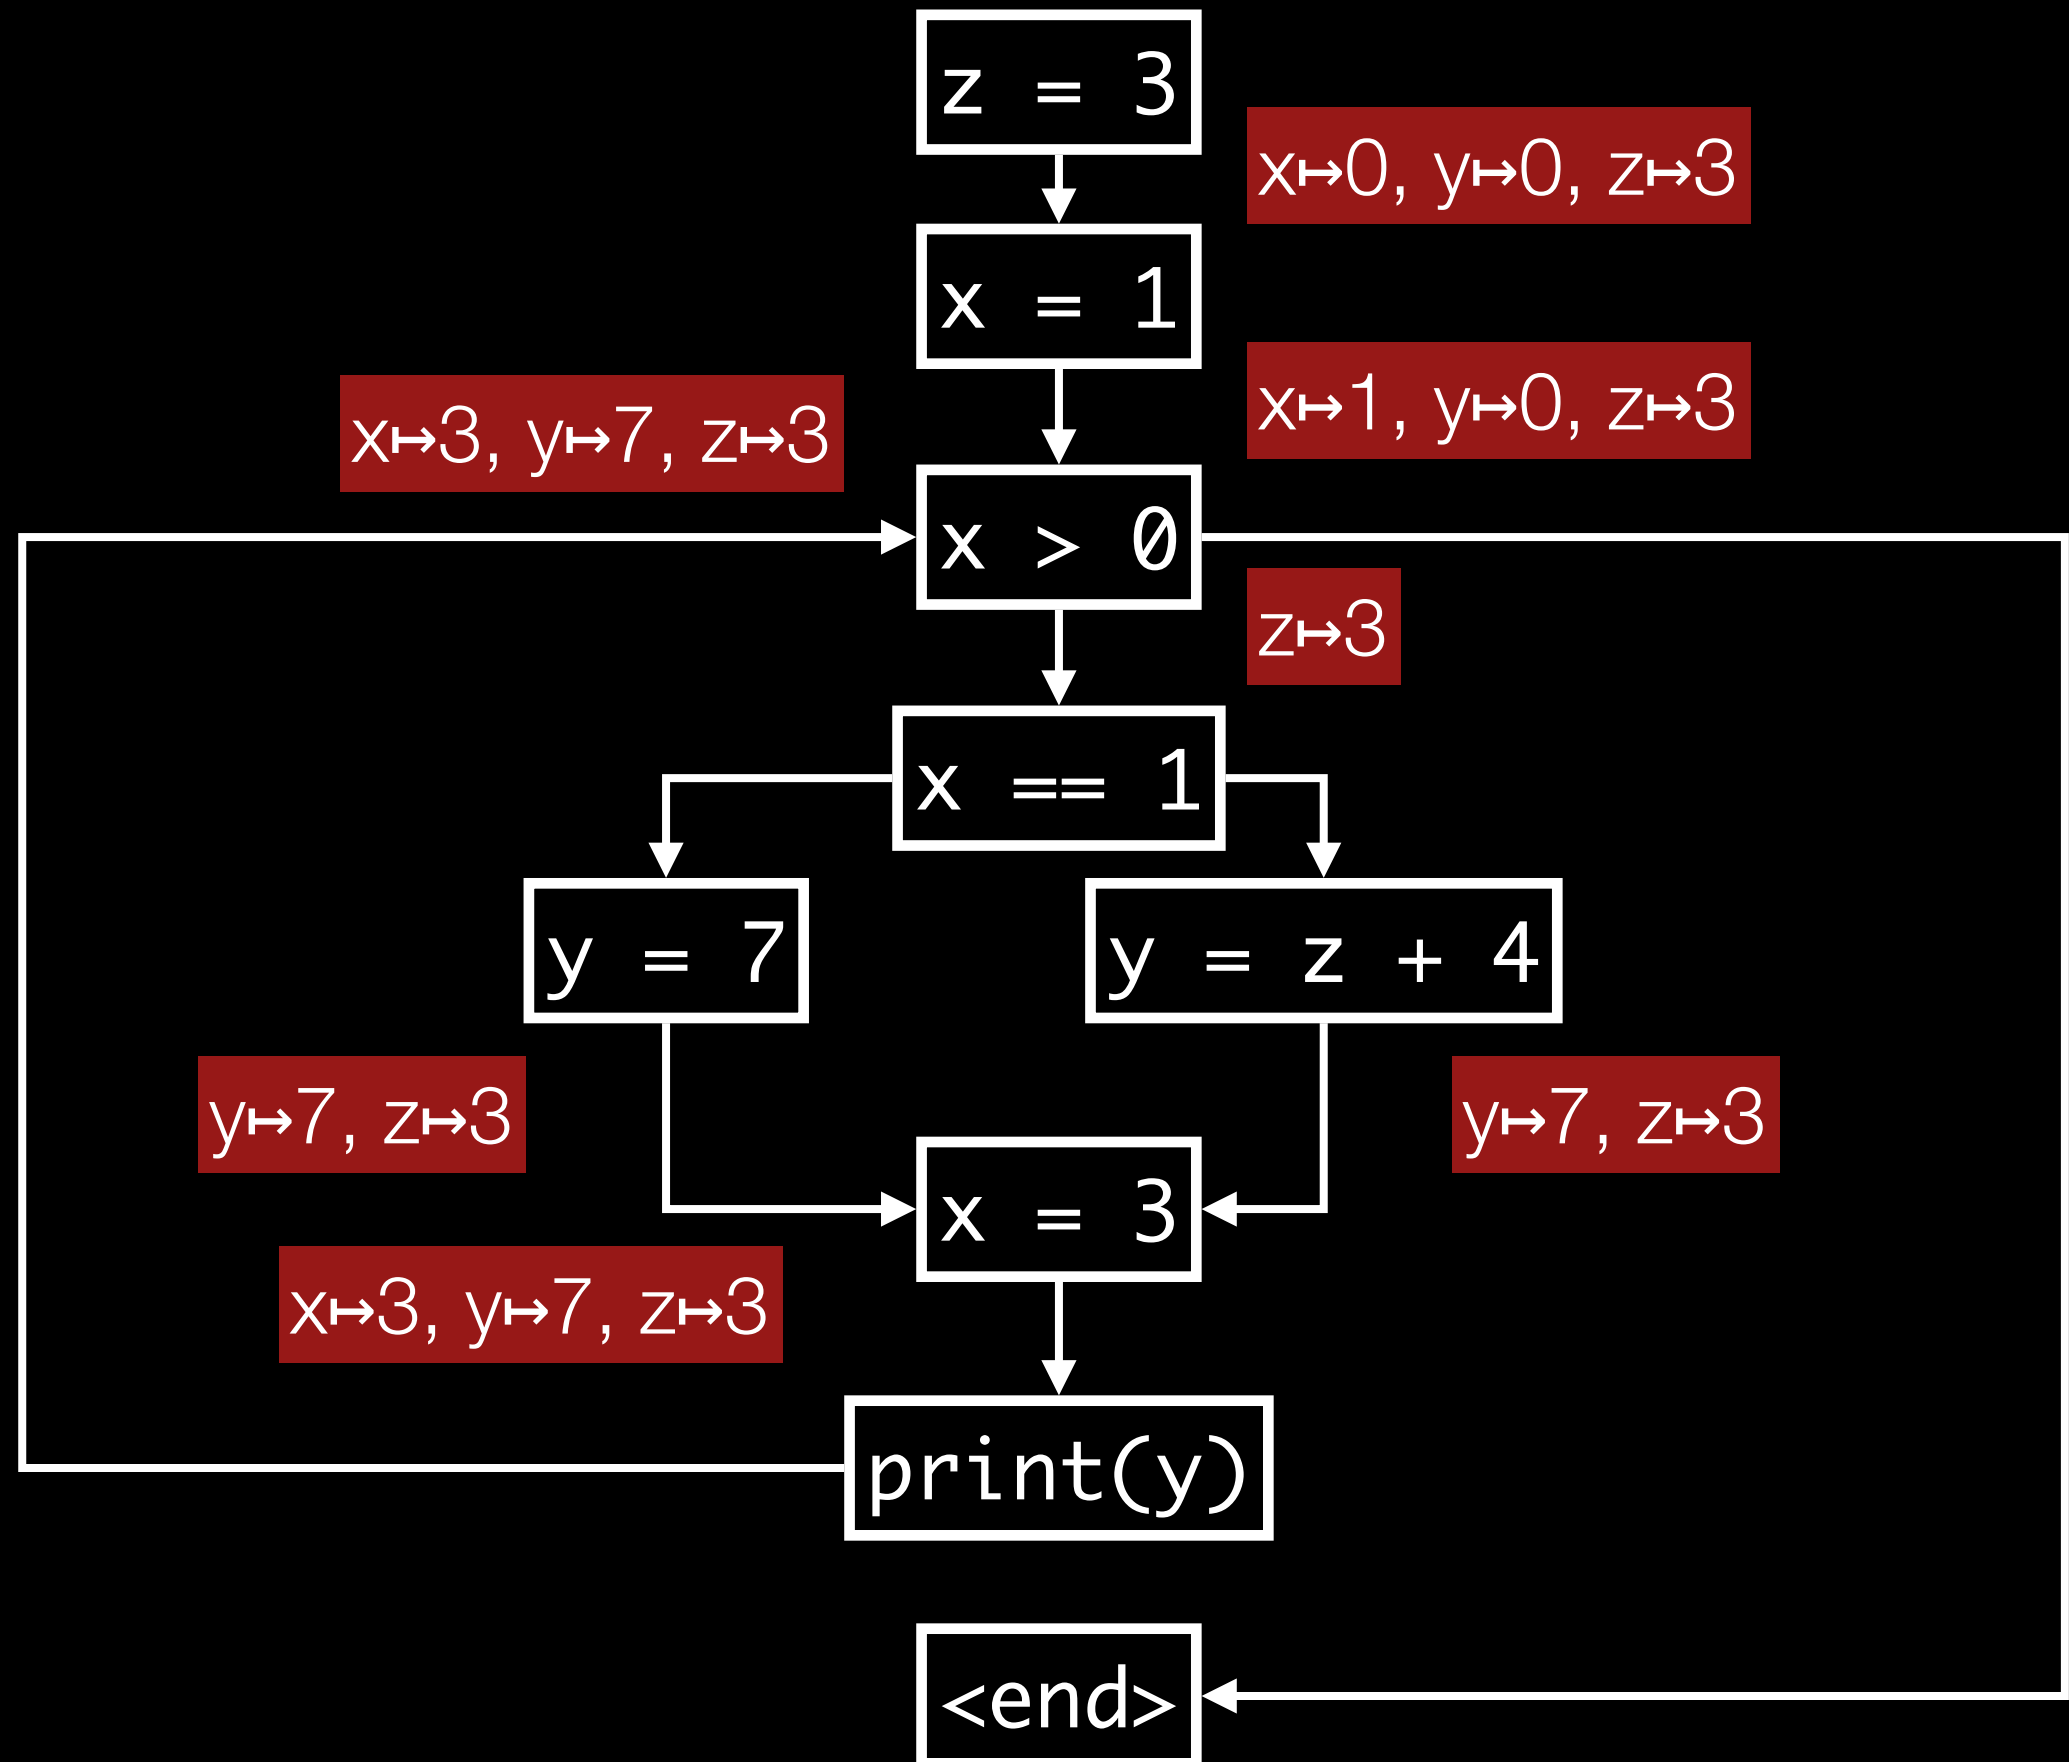 z = 3
x↦0, y↦0, z↦3
x = 1
x↦1, y↦0, z↦3
x↦3, y↦7, z↦3
x > 0
z↦3
x == 1
y = 7
y = z + 4
y↦7, z↦3
y↦7, z↦3
x = 3
x↦3, y↦7, z↦3
print(y)
<end>